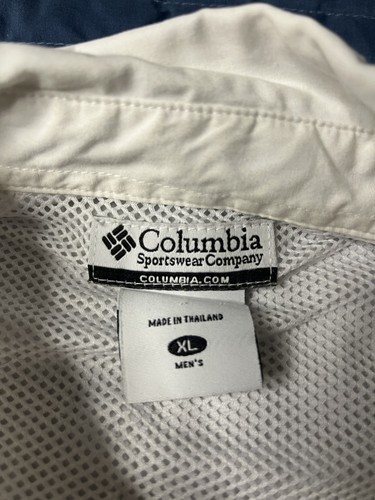 Columbia
Sportswear Company
COLUMBIA.COM
MADE IN THAILAND
XL
MEN'S